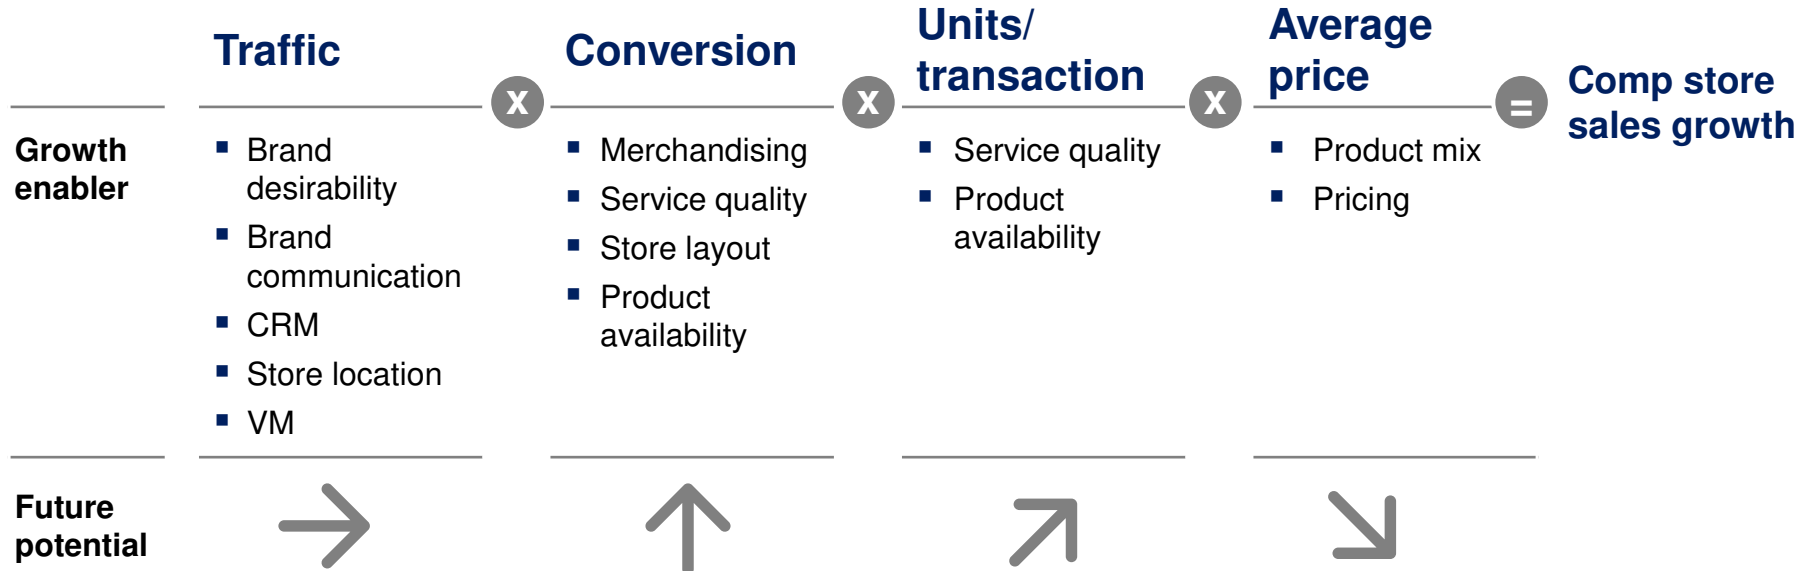 Traffic
Conversion
Units/
transaction
Average
price
x
x
x
=
Comp store
sales growth
Growth
enabler
▪ Brand
desirability
▪ Brand
communication
▪ CRM
▪ Store location
▪ VM
▪ Merchandising
▪ Service quality
▪ Store layout
▪ Product
availability
▪ Service quality
▪ Product
availability
▪ Product mix
▪ Pricing
Future
potential